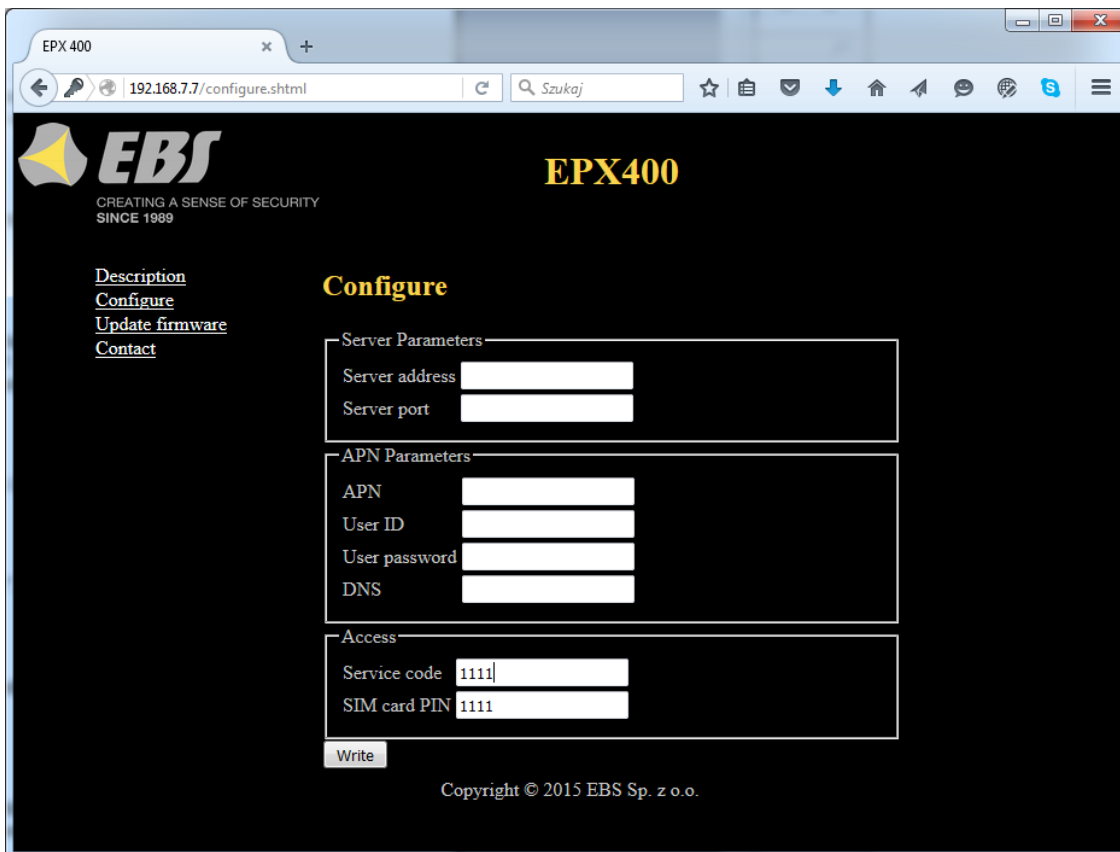 EPX 400
192.168.7.7/configure.shtml
Szukaj
EBS
CREATING A SENSE OF SECURITY
SINCE 1989
EPX400
Description
Configure
Update firmware
Contact
Configure
Server Parameters
Server address
Server port
APN Parameters
APN
User ID
User password
DNS
Access
Service code 1111
SIM card PIN 1111
Write
Copyright © 2015 EBS Sp. z o.o.